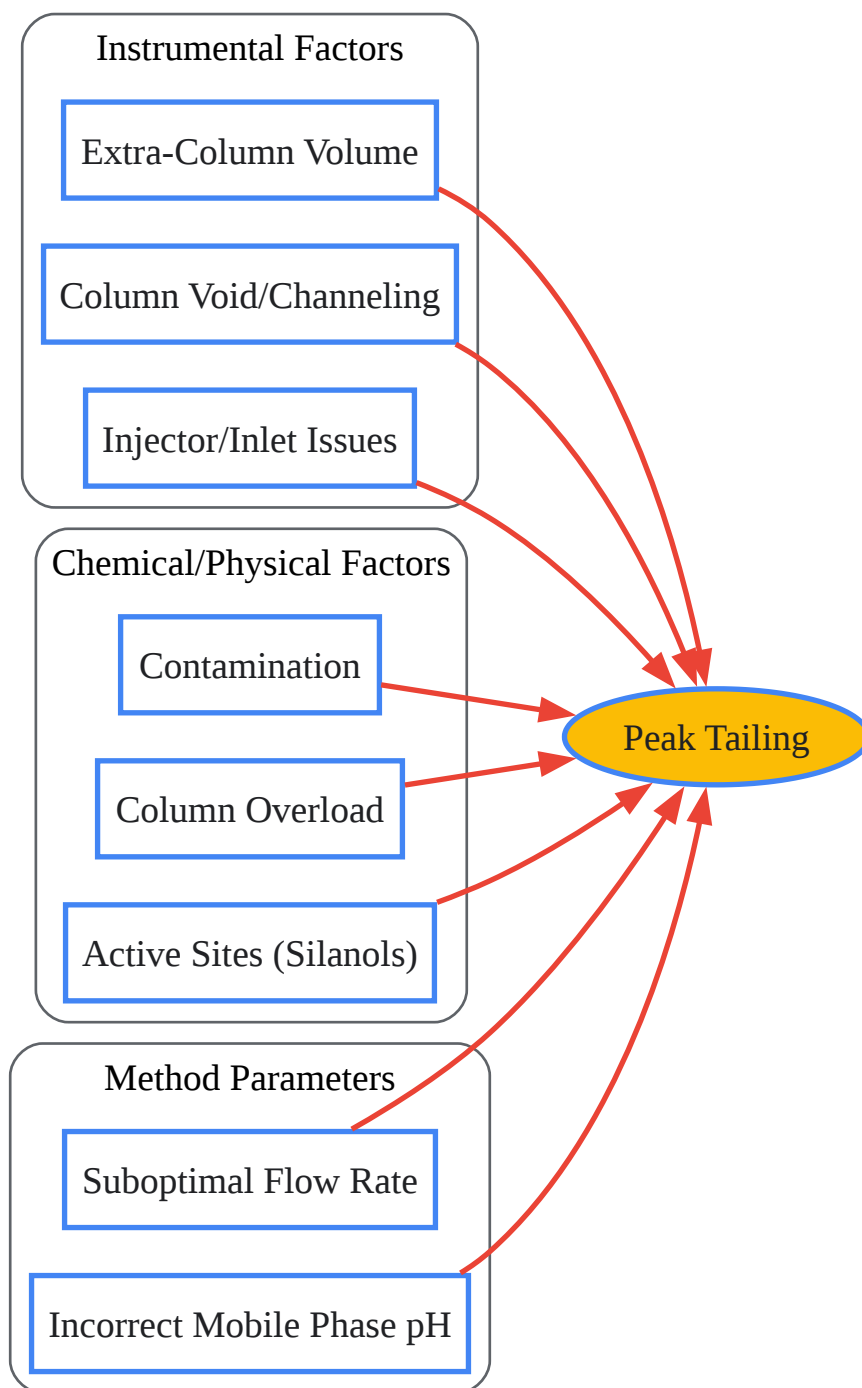 Instrumental Factors
Extra-Column Volume
Column Void/Channeling
Injector/Inlet Issues
Chemical/Physical Factors
Contamination
Column Overload
Active Sites (Silanols)
Peak Tailing
Method Parameters
Suboptimal Flow Rate
Incorrect Mobile Phase pH